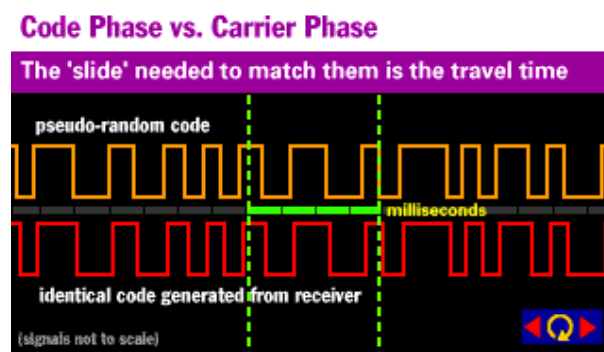 Code Phase vs. Carrier Phase
The 'slide' needed to match them is the travel time
pseudo-random code
milliseconds
identical code generated from receiver
(signals not to scale)